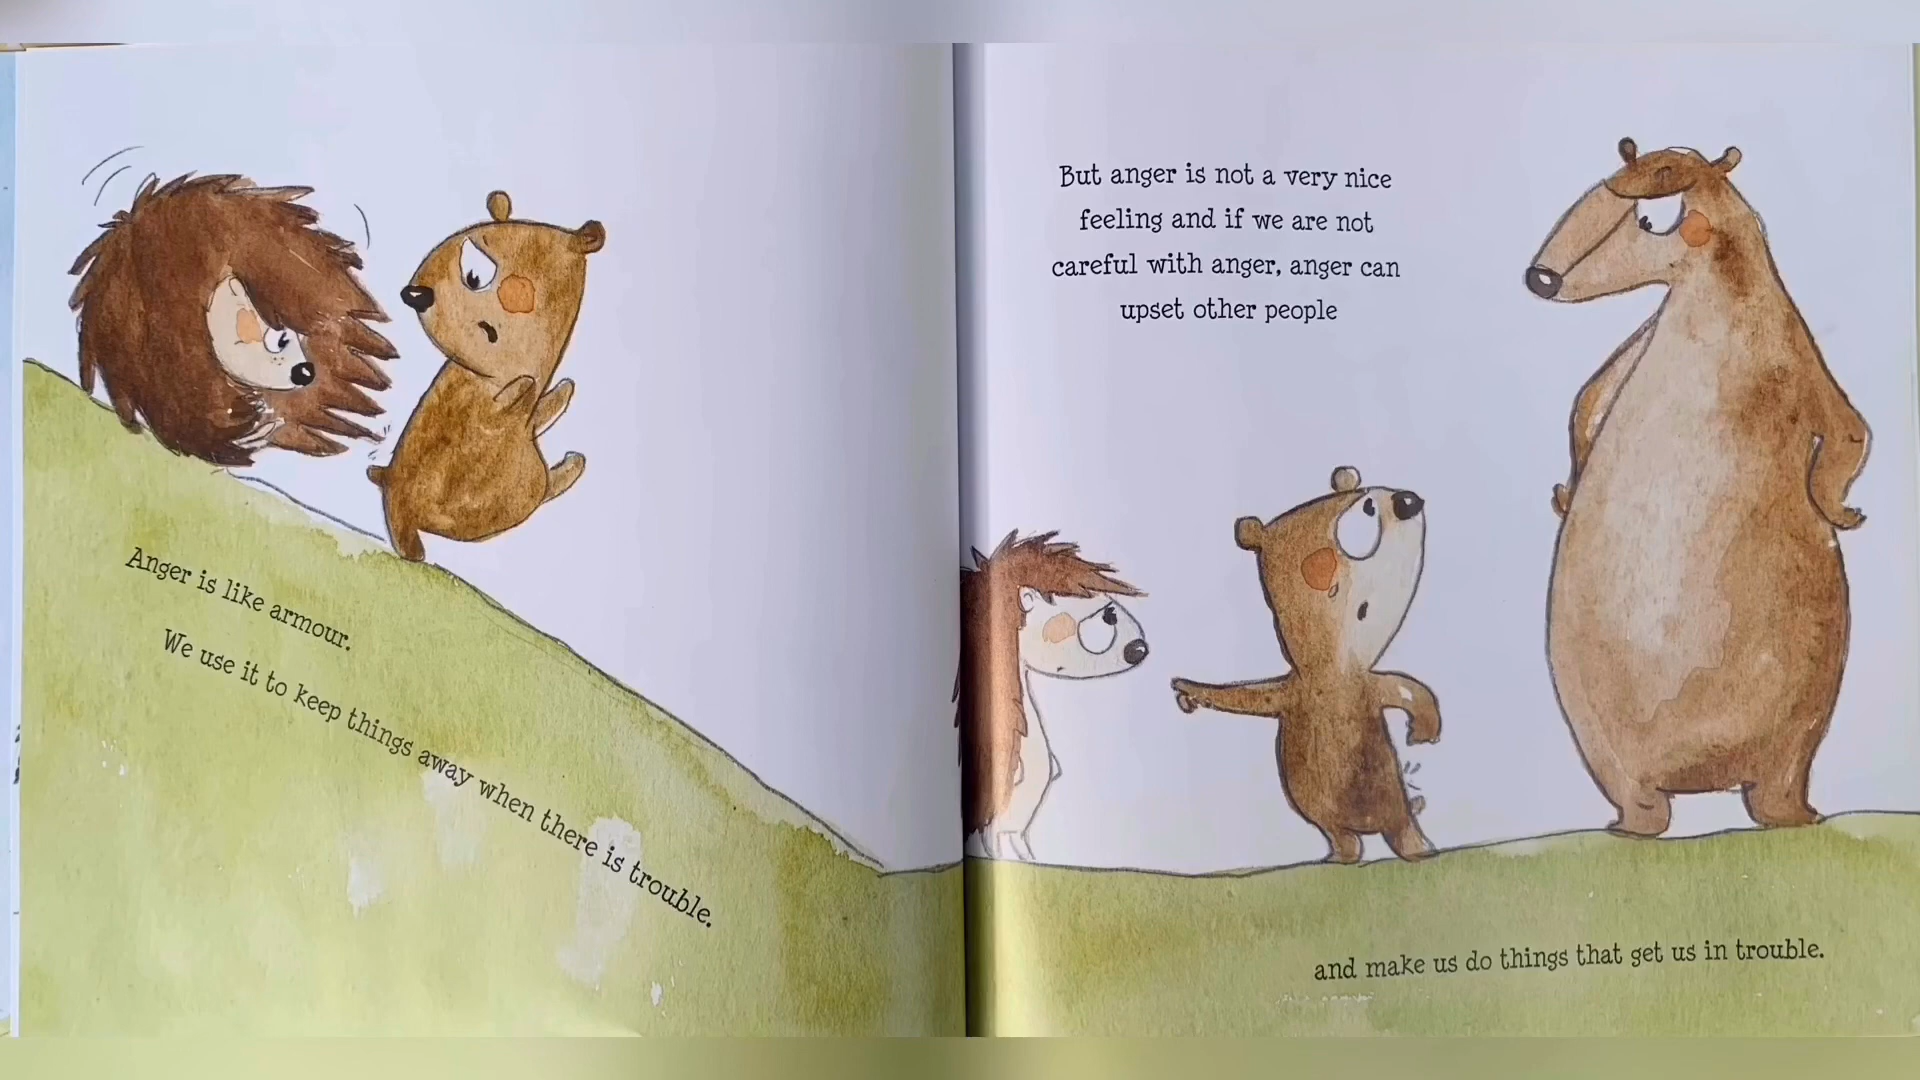 Anger is like armour.
We use it to keep things away when there is trouble.
But anger is not a very nice
feeling and if we are not
careful with anger, anger can
upset other people
and make us do things that get us in trouble.